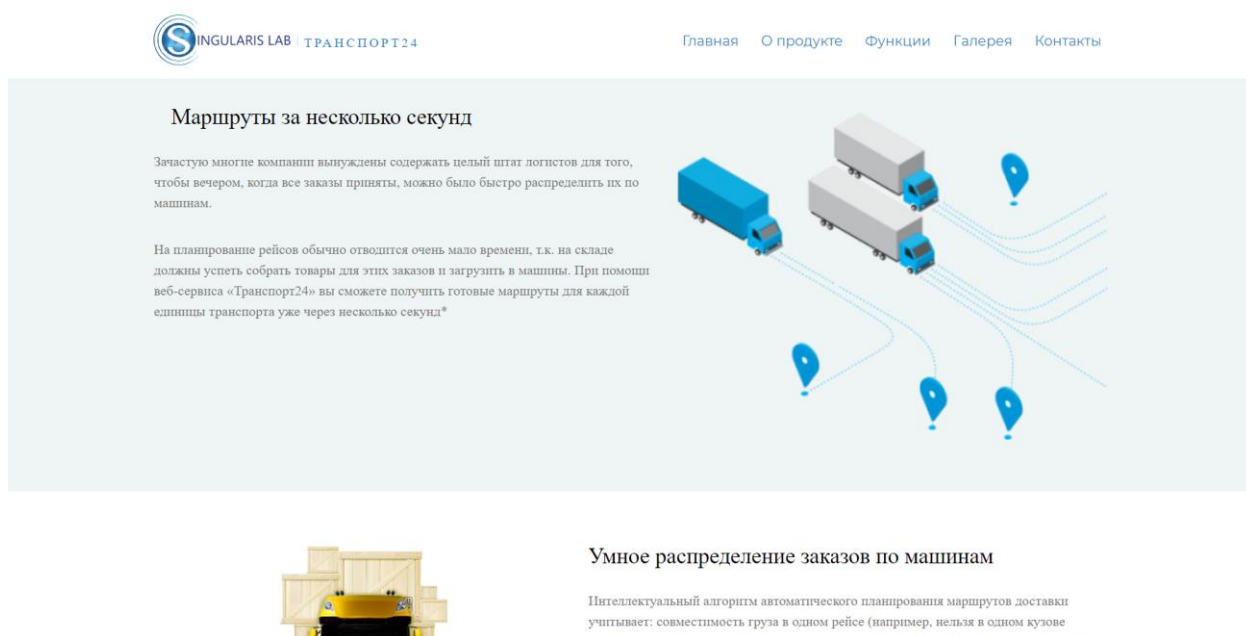 SINGULARIS LAB ТРАНСПОРТ24
Главная О продукте Функции Галерея Контакты
Маршруты за несколько секунд
Зачастую многие компании вынуждены содержать целый штат логистов для того,
чтобы вечером, когда все заказы приняты, можно было быстро распределить их по
машинам.
На планирование рейсов обычно отводится очень мало времени, т.к. на складе
должны успеть собрать товары для этих заказов и загрузить в машины. При помощи
веб-сервиса «Транспорт24» вы сможете получить готовые маршруты для каждой
единицы транспорта уже через несколько секунд*
Умное распределение заказов по машинам
Интеллектуальный алгоритм автоматического планирования маршрутов доставки
учитывает: совместимость груза в одном рейсе (например, нельзя в одном кузове